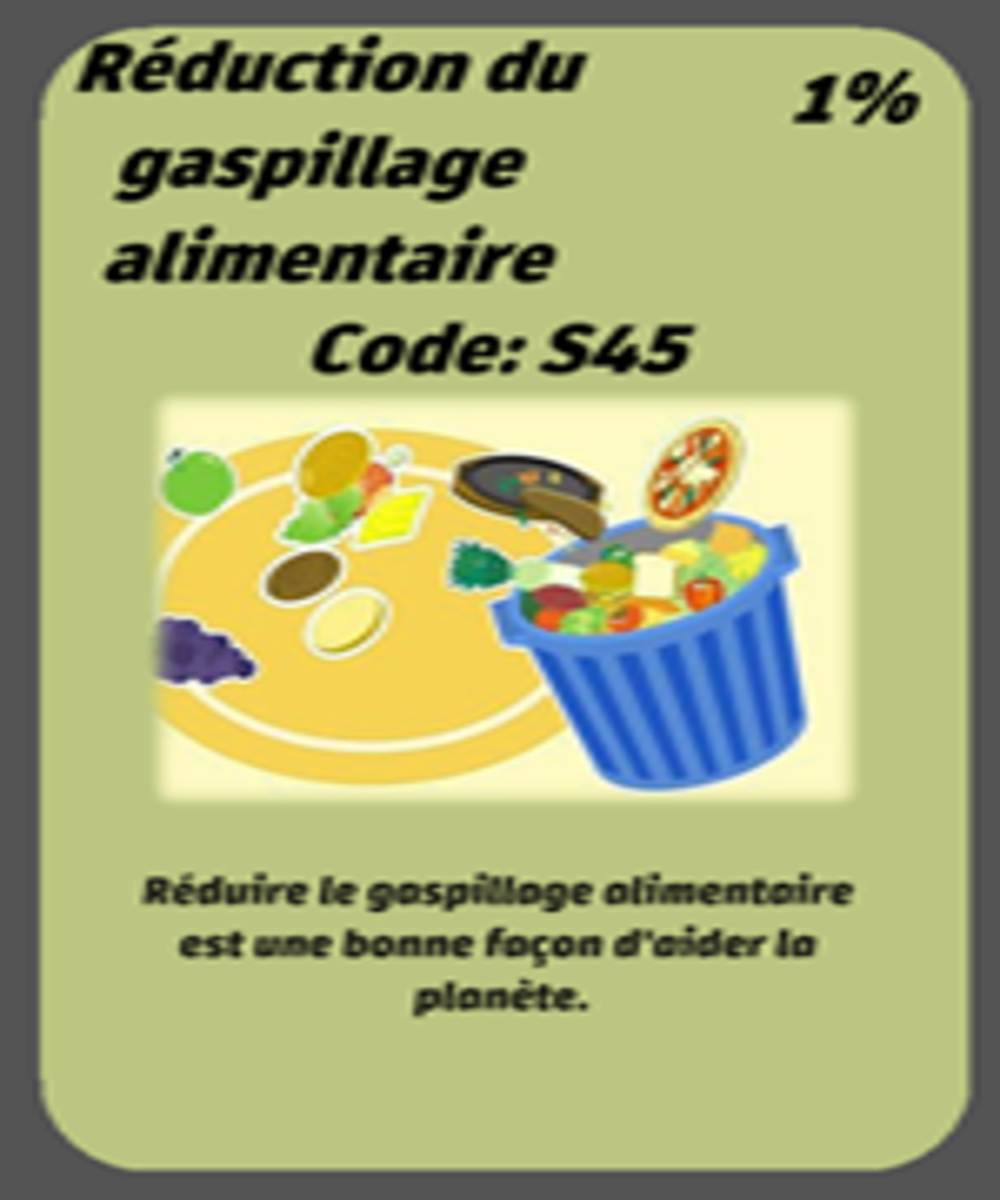 Réduction du
1%
gaspillage
alimentaire
Code: S45
Réduire le gaspillage alimentaire
est une bonne façon d'aider la
planète.